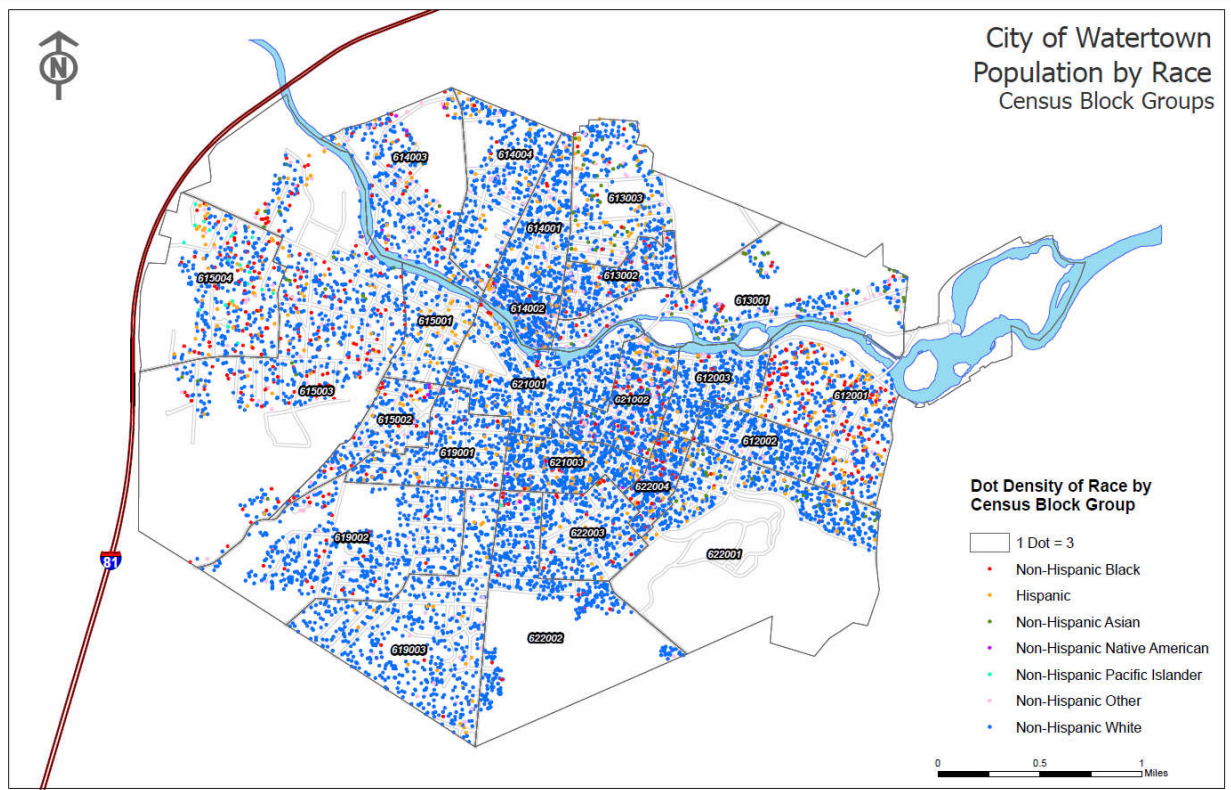 City of Watertown
Population by Race
Census Block Groups
N
614003
614004
613003
614001
615004
613002
613001
614002
615001
612003
621001
615003
621002
612001
615002
612002
619001
621003
622004
622003
619002
622001
81
622002
619003
Dot Density of Race by
Census Block Group
1 Dot = 3
Non-Hispanic Black
Hispanic
Non-Hispanic Asian
Non-Hispanic Native American
Non-Hispanic Pacific Islander
Non-Hispanic Other
Non-Hispanic White
0 0.5 1
Miles